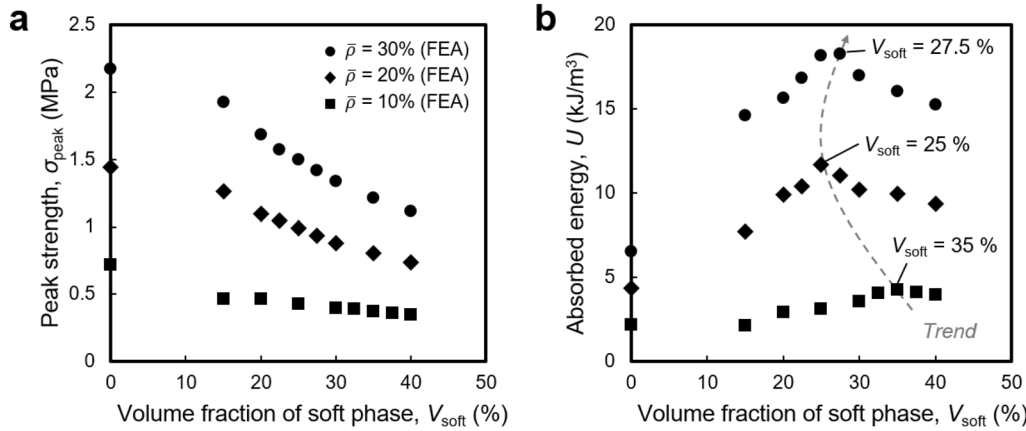 a
2.5
2
1.5
1
0.5
0
0
10
20
30
40
50
Peak strength, σpeak (MPa)
Volume fraction of soft phase, Vsoft (%)
ρ̄ = 30% (FEA)
ρ̄ = 20% (FEA)
ρ̄ = 10% (FEA)
b
20
15
10
5
0
0
10
20
30
40
50
Absorbed energy, U (kJ/m³)
Volume fraction of soft phase, Vsoft (%)
Vsoft = 27.5 %
Vsoft = 25 %
Vsoft = 35 %
Trend